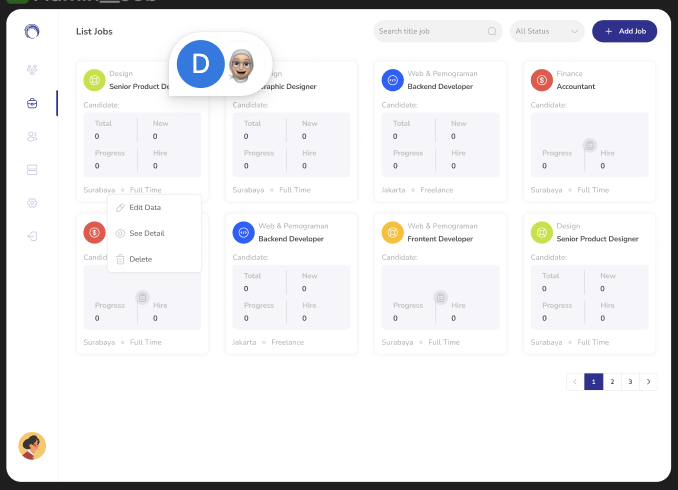 List Jobs
Search title job
All Status
+ Add Job
D
Design
Senior Product De
Candidate:
Total
0
New
0
Progress
0
Hire
0
Surabaya
Full Time
gn
raphic Designer
Candidate:
Total
0
New
0
Progress
0
Hire
0
Surabaya
Full Time
Web & Pemograman
Backend Developer
Candidate:
Total
0
New
0
Progress
0
Hire
0
Jakarta
Freelance
Finance
Accountant
Candidate:
Progress
0
Hire
0
Surabaya
Full Time
Edit Data
See Detail
Delete
Candid
Progress
0
Hire
0
Surabaya
Full Time
Web & Pemograman
Backend Developer
Candidate:
Total
0
New
0
Progress
0
Hire
0
Jakarta
Freelance
Web & Pemograman
Frontent Developer
Candidate:
Progress
0
Hire
0
Surabaya
Full Time
Design
Senior Product Designer
Candidate:
Total
0
New
0
Progress
0
Hire
0
Surabaya
Full Time
1 2 3